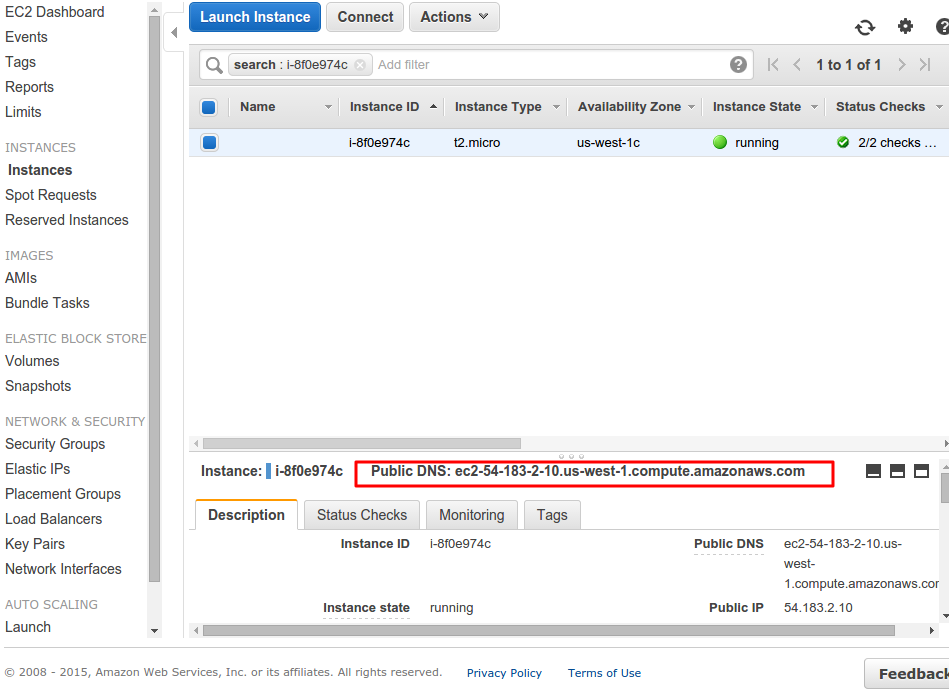 EC2 Dashboard
Events
Tags
Reports
Limits
INSTANCES
Instances
Spot Requests
Reserved Instances
IMAGES
AMIs
Bundle Tasks
ELASTIC BLOCK STORE
Volumes
Snapshots
NETWORK & SECURITY
Security Groups
Elastic IPs
Placement Groups
Load Balancers
Key Pairs
Network Interfaces
AUTO SCALING
Launch
Launch Instance Connect Actions
search : i-8f0e974c Add filter 1 to 1 of 1
Name Instance ID Instance Type Availability Zone Instance State Status Checks
i-8f0e974c t2.micro us-west-1c running 2/2 checks ...
Instance: i-8f0e974c Public DNS: ec2-54-183-2-10.us-west-1.compute.amazonaws.com
Description Status Checks Monitoring Tags
Instance ID i-8f0e974c Public DNS ec2-54-183-2-10.us-
west-
1.compute.amazonaws.cor
Instance state running Public IP 54.183.2.10
© 2008 - 2015, Amazon Web Services, Inc. or its affiliates. All rights reserved. Privacy Policy Terms of Use Feedback